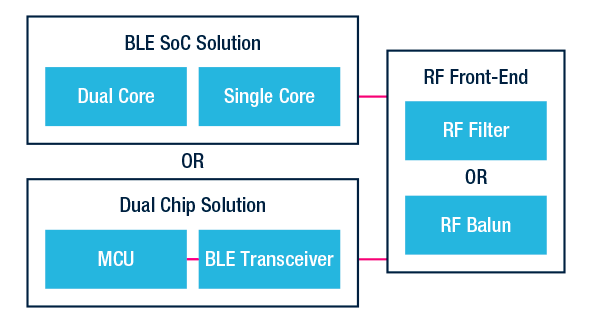 BLE SoC Solution
Dual Core
Single Core
OR
Dual Chip Solution
MCU
BLE Transceiver
RF Front-End
RF Filter
OR
RF Balun